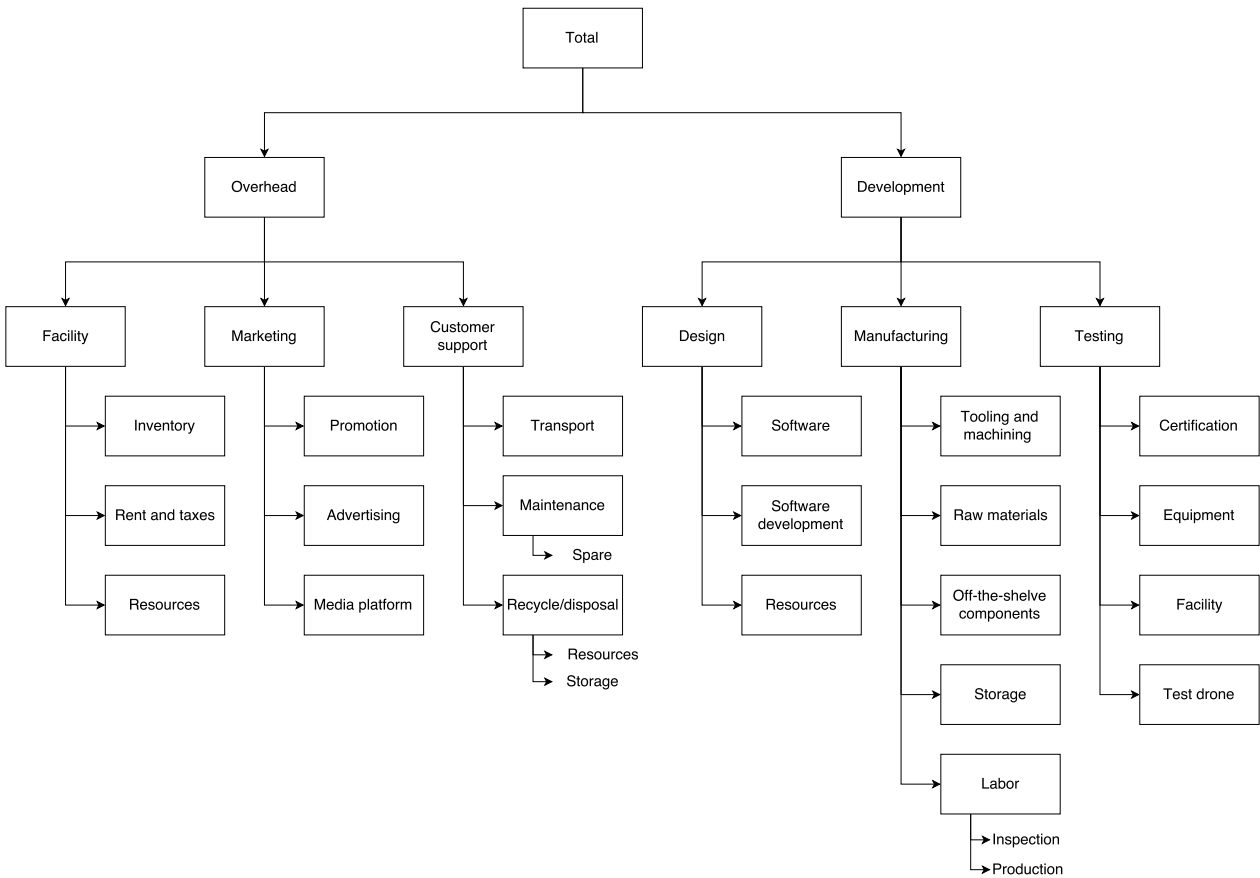 Total
Overhead
Development
Facility
Marketing
Customer
support
Design
Manufacturing
Testing
Inventory
Rent and taxes
Resources
Promotion
Advertising
Media platform
Transport
Maintenance
Spare
Recycle/disposal
Resources
Storage
Software
Software
development
Resources
Tooling and
machining
Raw materials
Off-the-shelve
components
Storage
Labor
Inspection
Production
Certification
Equipment
Facility
Test drone